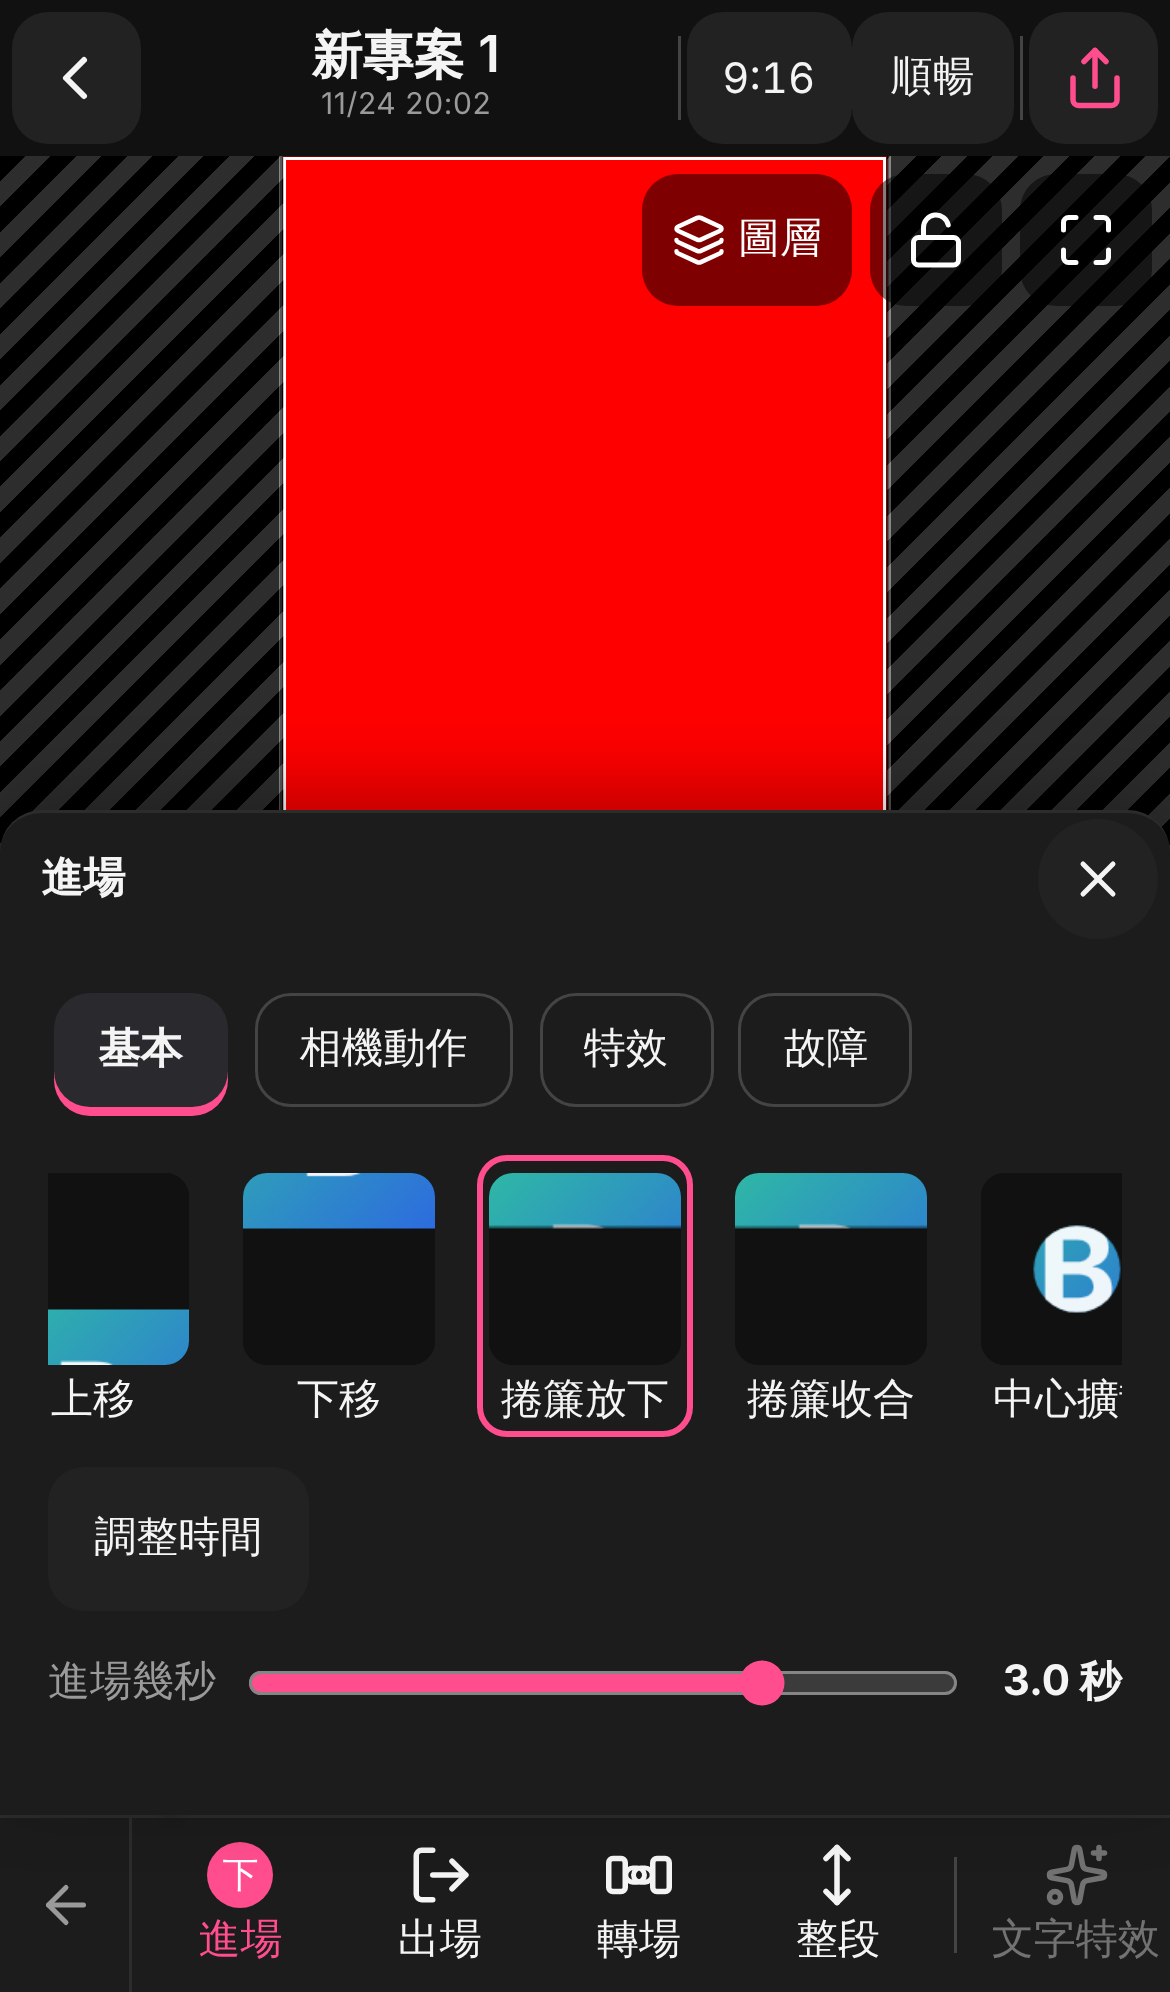 新專案 1
11/24 20:02
9:16
順暢
圖層
進場
基本
相機動作
特效
故障
B
上移
下移
捲簾放下
捲簾收合
中心擴
調整時間
進場幾秒
3.0 秒
下
進場
出場
轉場
整段
文字特效